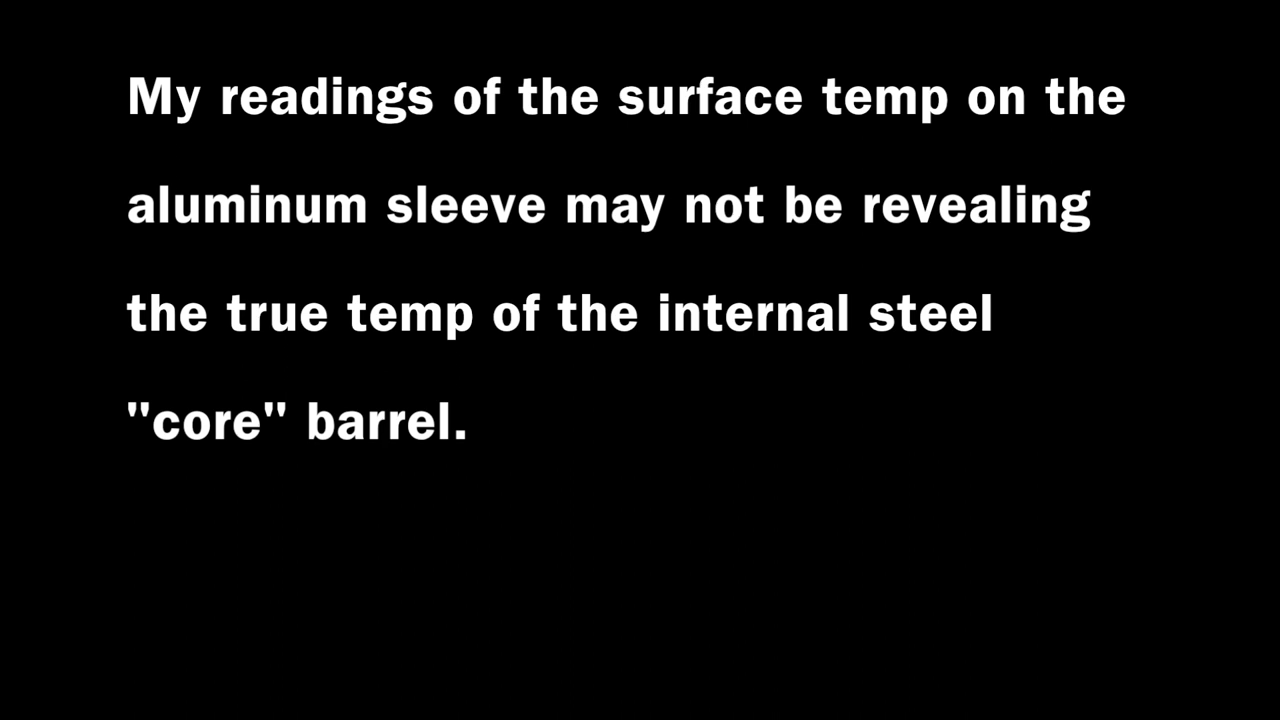 My readings of the surface temp on the
aluminum sleeve may not be revealing
the true temp of the internal steel
"core" barrel.